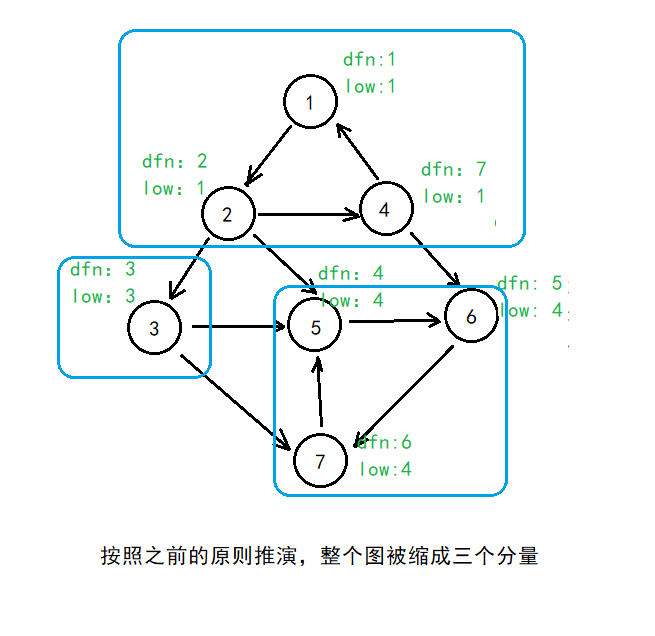 dfn:1
low:1
1
dfn: 2
low: 1
2
dfn: 7
low: 1
4
dfn: 3
low: 3
3
dfn: 4
low: 4
5
dfn: 5
low: 4
6
dfn:6
low:4
7
按照之前的原则推演，整个图被缩成三个分量